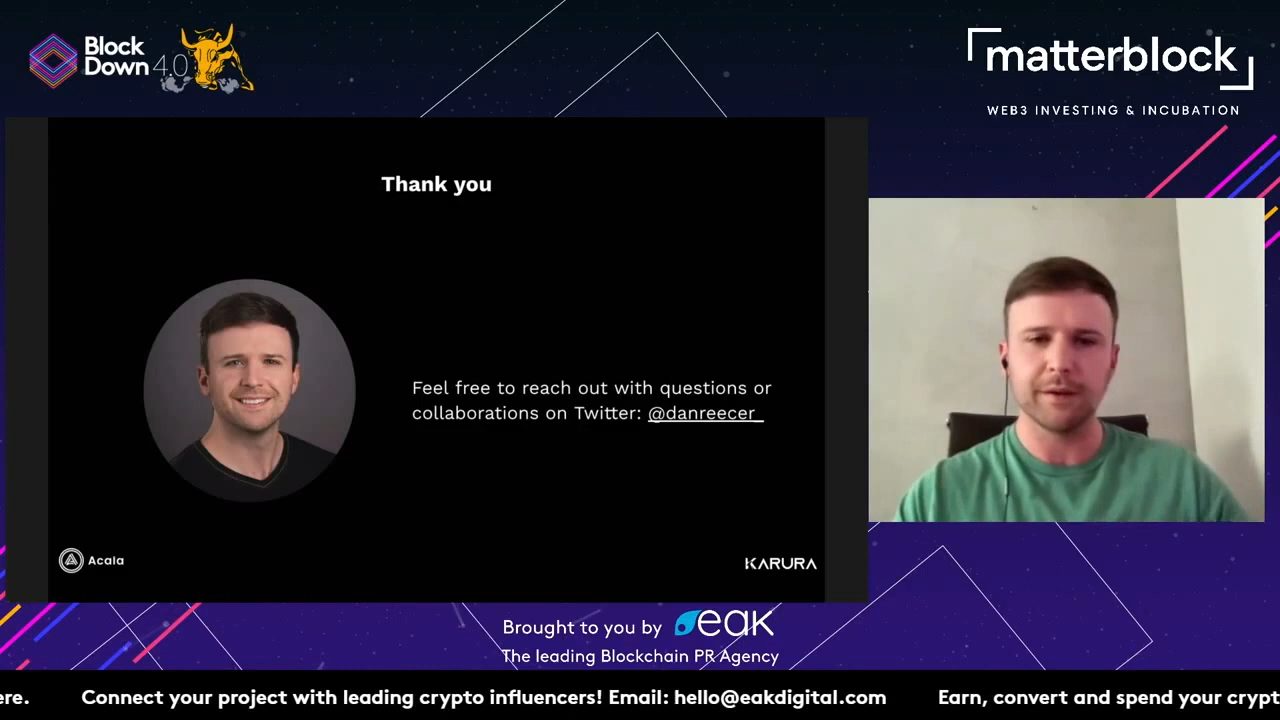 Block
Down 4.0
matterblock
WEB3 INVESTING & INCUBATION
Thank you
Feel free to reach out with questions or
collaborations on Twitter: @danreecer_
Acala
KARURA
Brought to you by eak
The leading Blockchain PR Agency
ere. Connect your project with leading crypto influencers! Email: hello@eakdigital.com Earn, convert and spend your crypt